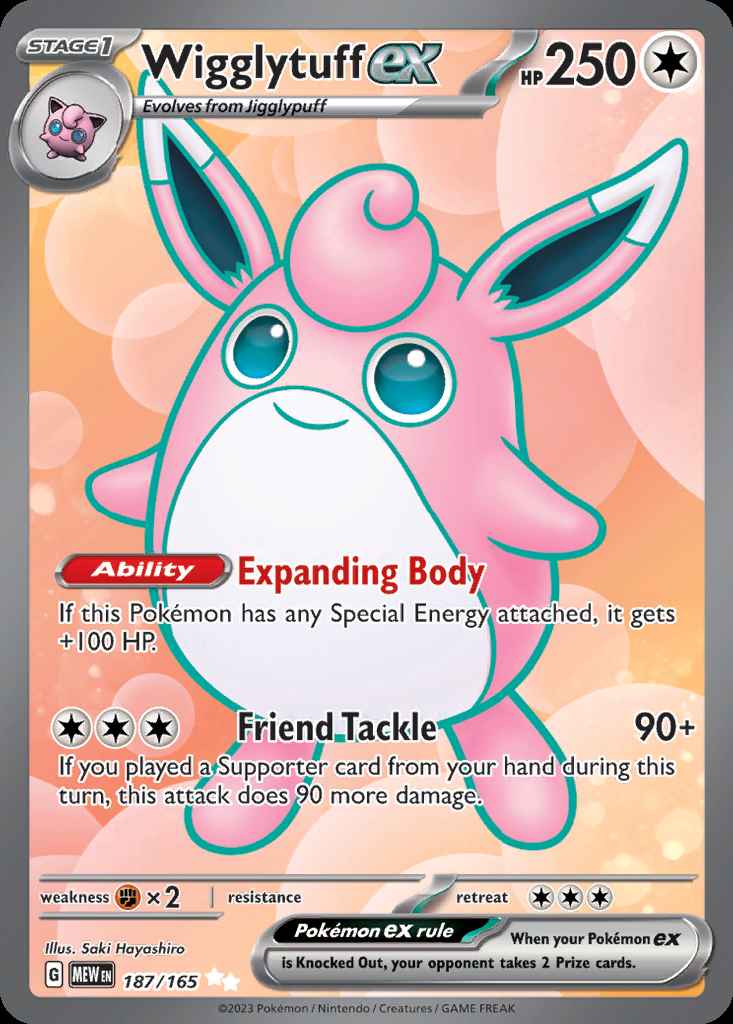 STAGE1
Wigglytuff ex
HP 250
Evolves from Jigglypuff
Ability Expanding Body
If this Pokémon has any Special Energy attached, it gets
+100 HP.
Friend Tackle 90+
If you played a Supporter card from your hand during this
turn, this attack does 90 more damage.
weakness ×2 resistance retreat
Illus. Saki Hayashiro
Pokémon ex rule
When your Pokémon ex
is Knocked Out, your opponent takes 2 Prize cards.
G MEW EN 187/165
©2023 Pokémon / Nintendo / Creatures / GAME FREAK